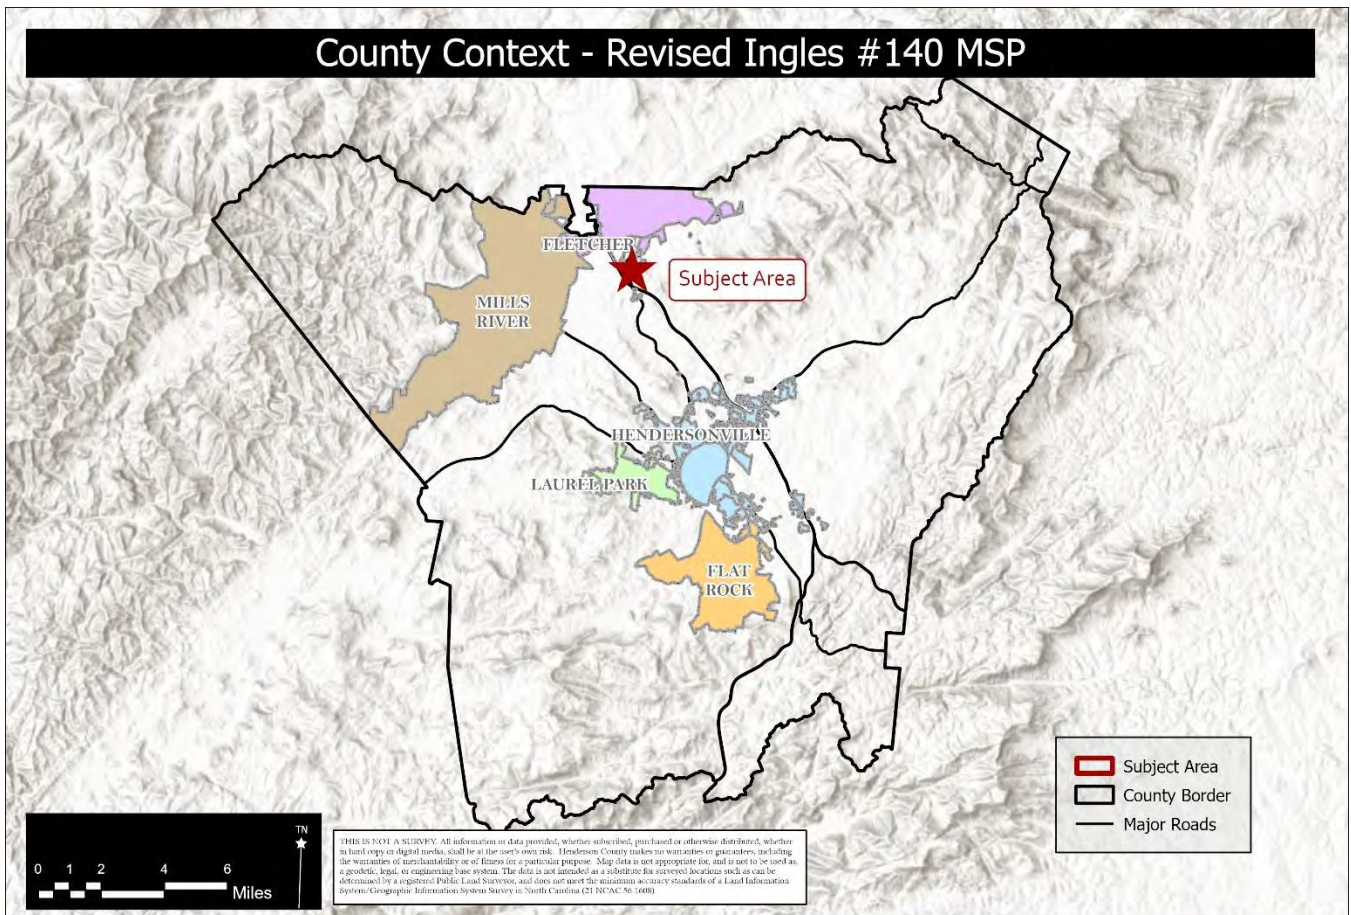 County Context - Revised Ingles #140 MSP
FLETCHER
Subject Area
MILLS
RIVER
HENDERSONVILLE
LAUREL PARK
FLAT
ROCK
Subject Area
County Border
Major Roads
TN
0 1 2 4 6
Miles
THIS IS NOT A SURVEY. All information or data provided, whether subscribed, purchased or otherwise distributed, whether
in hard copy or digital media, shall be at the user's own risk. Henderson County makes no warranties or guarantees, including
the warranties of merchantability or of fitness for a particular purpose. Map data is not appropriate for, and is not to be used as,
a geodetic, legal, or engineering base system. The data is not intended as a substitute for surveyed locations such as can be
determined by a registered Public Land Surveyor, and does not meet the minimum accuracy standards of a Land Information
System/Geographic Information System Survey in North Carolina (21 NCAC 56.1608).